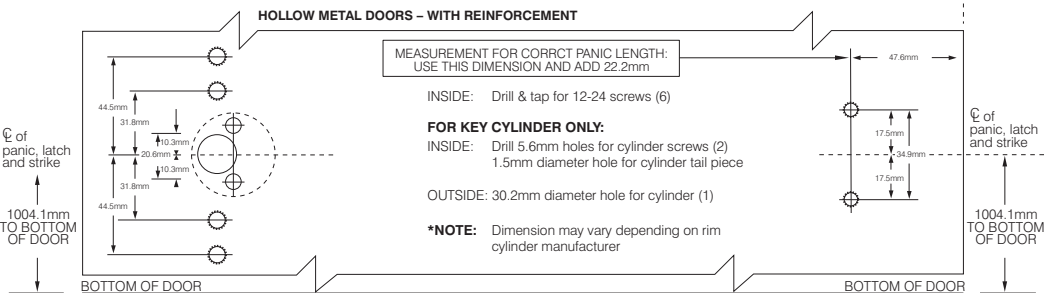 HOLLOW METAL DOORS – WITH REINFORCEMENT
MEASUREMENT FOR CORRCT PANIC LENGTH:
USE THIS DIMENSION AND ADD 22.2mm
47.6mm
INSIDE: Drill & tap for 12-24 screws (6)
FOR KEY CYLINDER ONLY:
INSIDE: Drill 5.6mm holes for cylinder screws (2)
1.5mm diameter hole for cylinder tail piece
OUTSIDE: 30.2mm diameter hole for cylinder (1)
*NOTE: Dimension may vary depending on rim
cylinder manufacturer
44.5mm
31.8mm
10.3mm
20.6mm
10.3mm
31.8mm
44.5mm
℄ of
panic, latch
and strike
1004.1mm
TO BOTTOM
OF DOOR
BOTTOM OF DOOR
17.5mm
34.9mm
17.5mm
℄ of
panic, latch
and strike
1004.1mm
TO BOTTOM
OF DOOR
BOTTOM OF DOOR